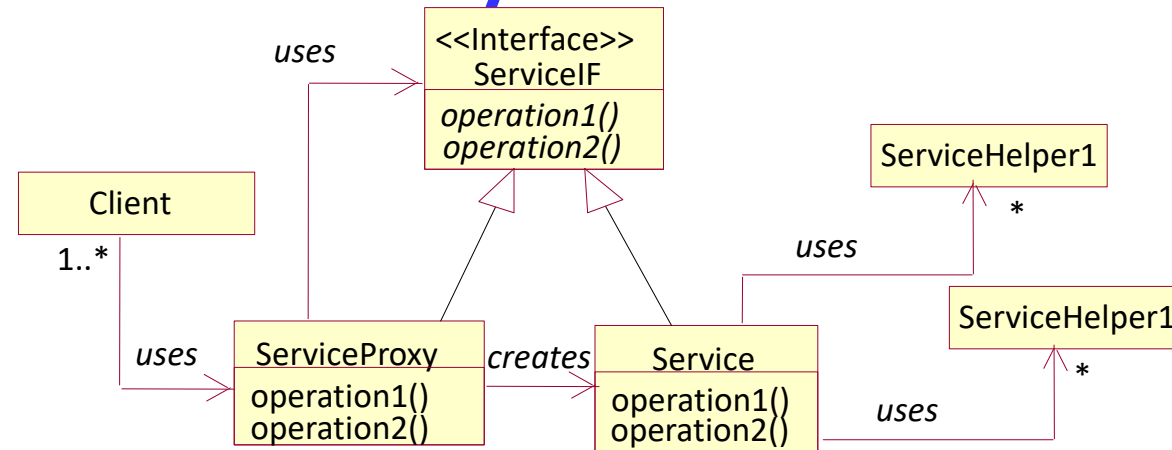 uses
<<Interface>>
ServiceIF
operation1()
operation2()
ServiceHelper1
*
Client
1..*
uses
ServiceHelper1
*
uses
ServiceProxy
operation1()
operation2()
creates
Service
operation1()
operation2()
uses